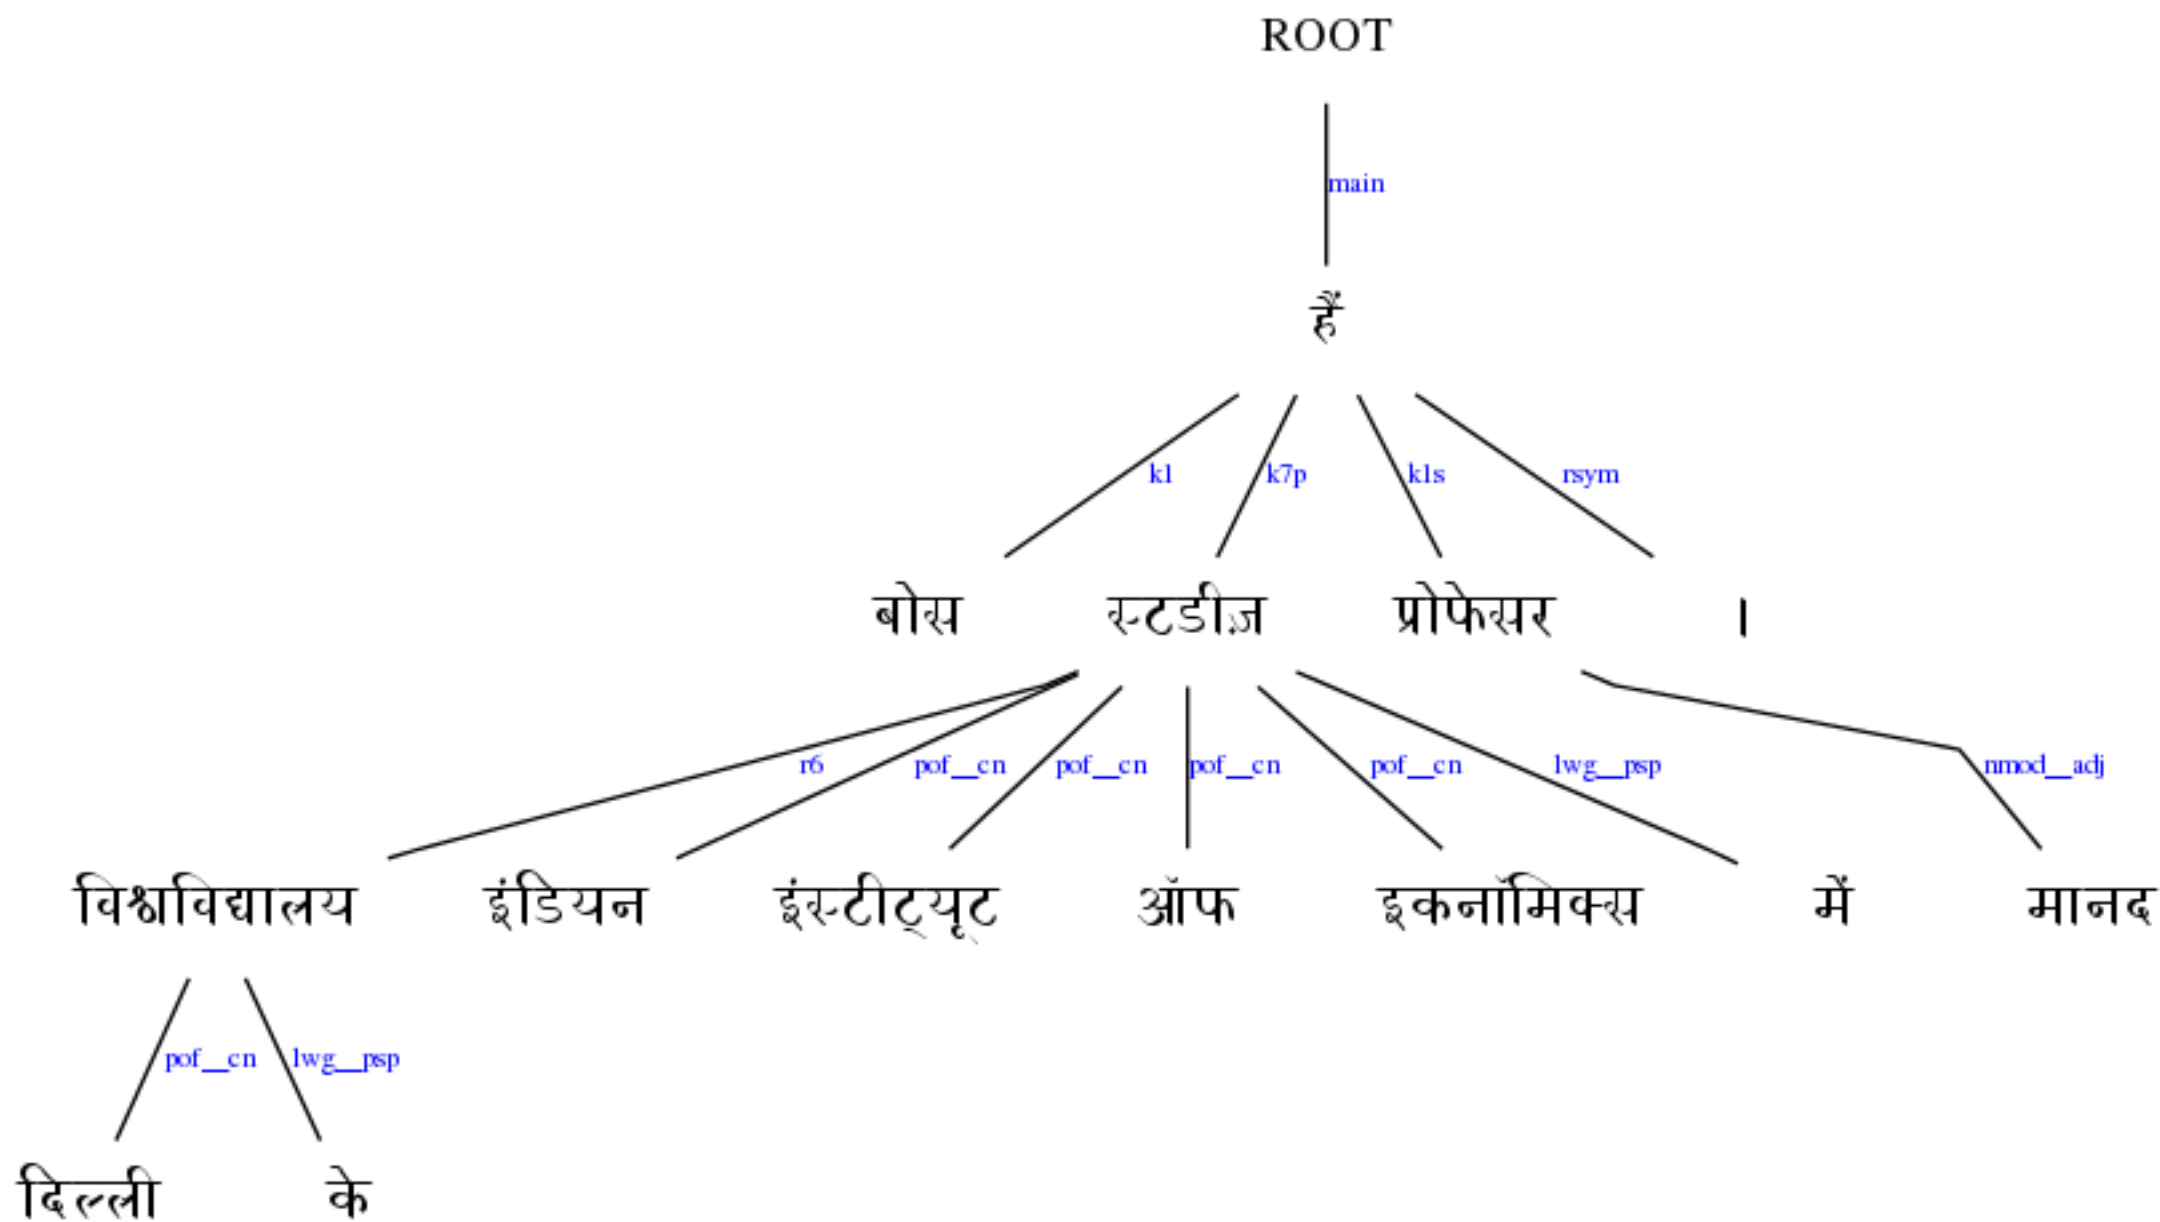 ROOT
main
हैं
k1 k7p k1s rsym
बोस स्टडीज़ प्रोफेसर ।
r6 pof__cn pof__cn pof__cn pof__cn lwg__psp nmod__adj
विश्वविद्यालय इंडियन इंस्टीट्यूट ऑफ इकनॉमिक्स में मानद
pof__cn lwg__psp
दिल्ली के